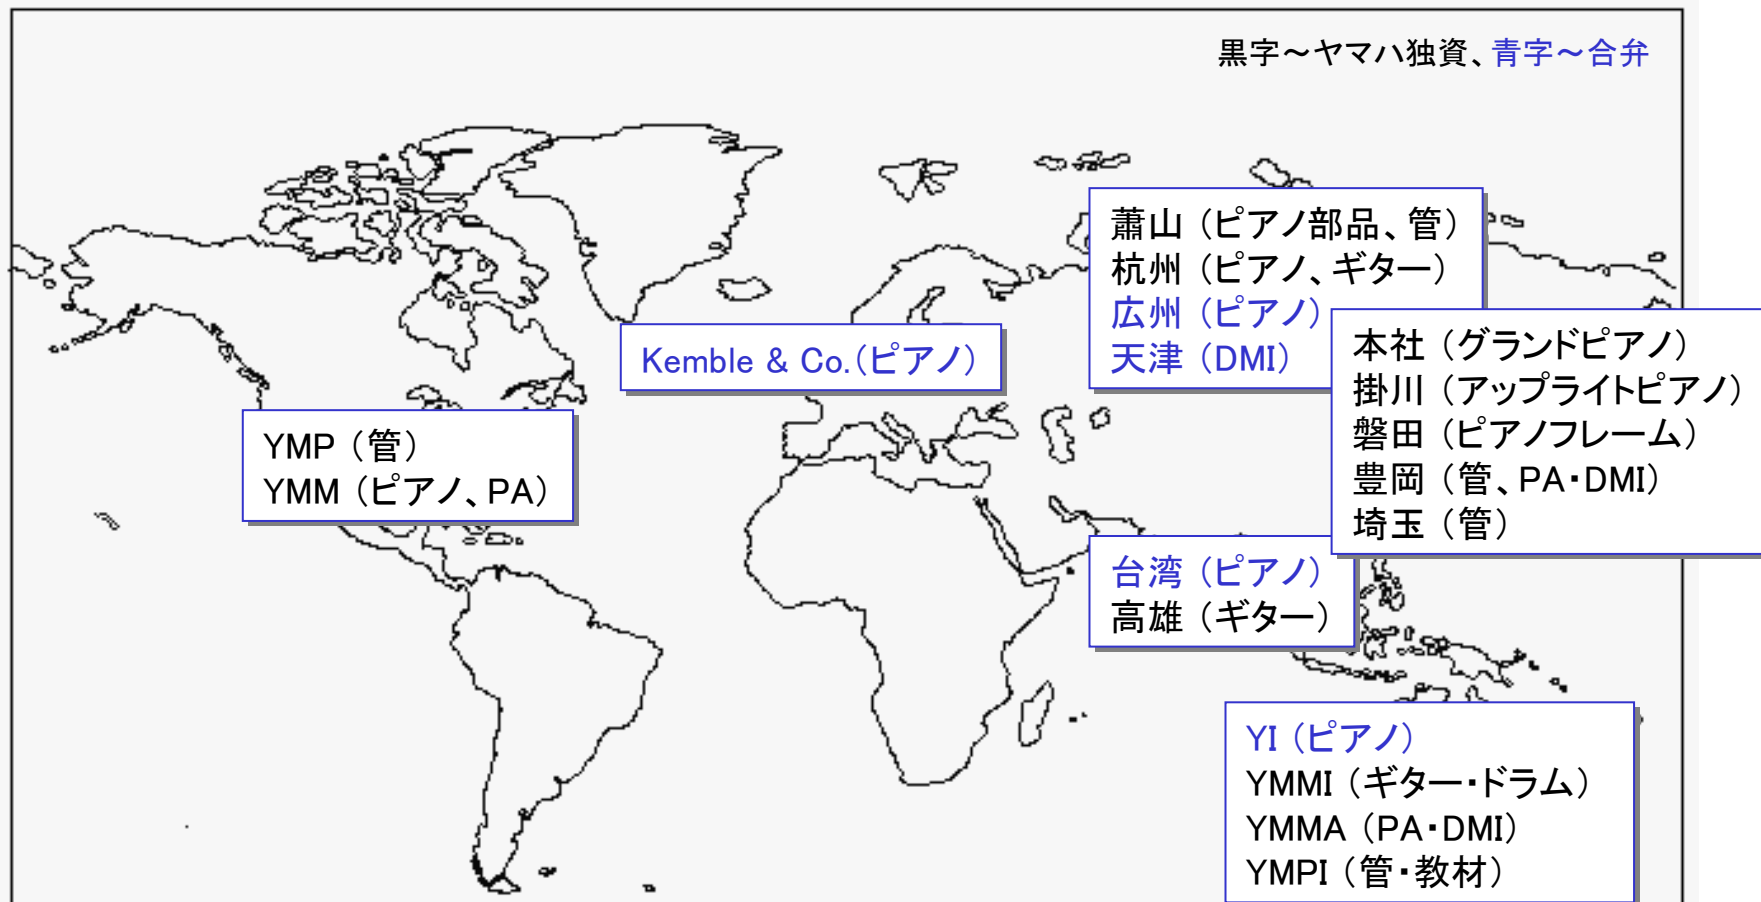 黒字～ヤマハ独資、青字～合弁
蕭山（ピアノ部品、管）
杭州（ピアノ、ギター）
広州（ピアノ）
天津（DMI）
Kemble & Co.（ピアノ）
本社（グランドピアノ）
掛川（アップライトピアノ）
磐田（ピアノフレーム）
豊岡（管、PA・DMI）
埼玉（管）
YMP（管）
YMM（ピアノ、PA）
台湾（ピアノ）
高雄（ギター）
YI（ピアノ）
YMMI（ギター・ドラム）
YMMA（PA・DMI）
YMPI（管・教材）